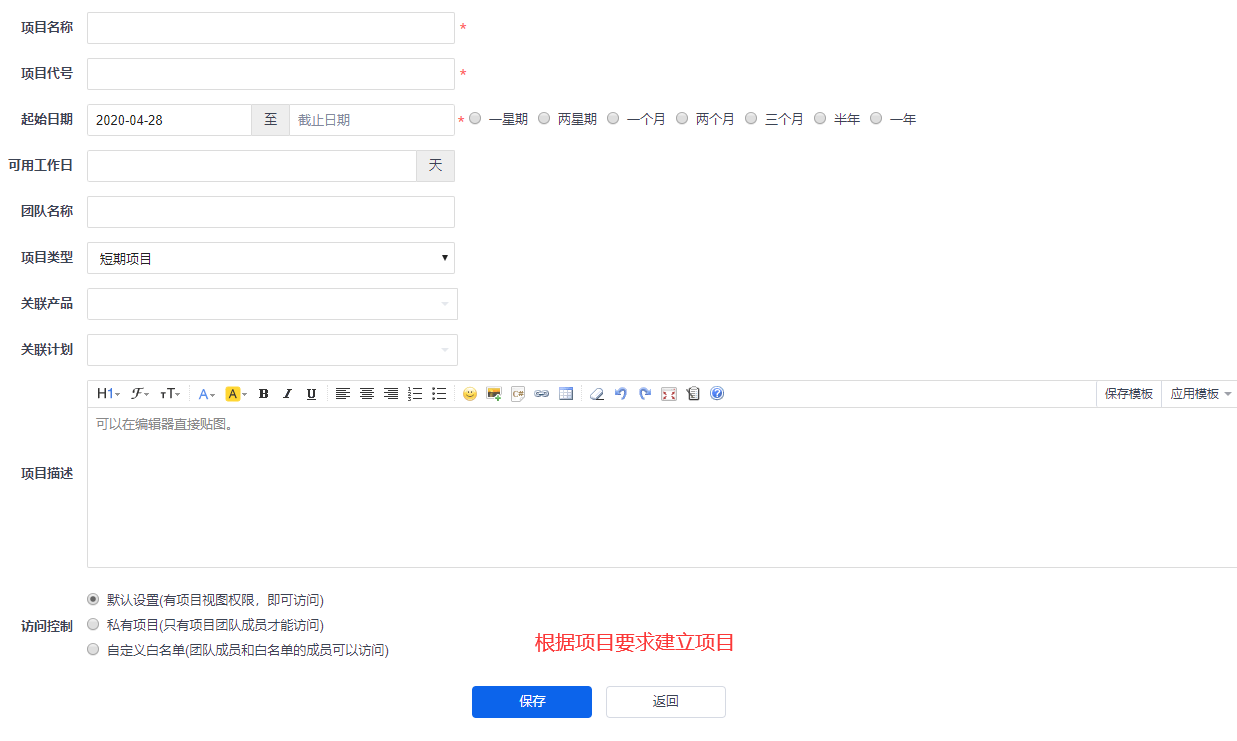 项目名称 *
项目代号 *
起始日期 2020-04-28 至 截止日期 * 一星期 两星期 一个月 两个月 三个月 半年 一年
可用工作日 天
团队名称
项目类型 短期项目
关联产品
关联计划
H1 F TT A A B I U C# 保存模板 应用模板
可以在编辑器直接贴图。
项目描述
默认设置(有项目视图权限，即可访问)
访问控制 私有项目(只有项目团队成员才能访问)
自定义白名单(团队成员和白名单的成员可以访问)
根据项目要求建立项目
保存 返回